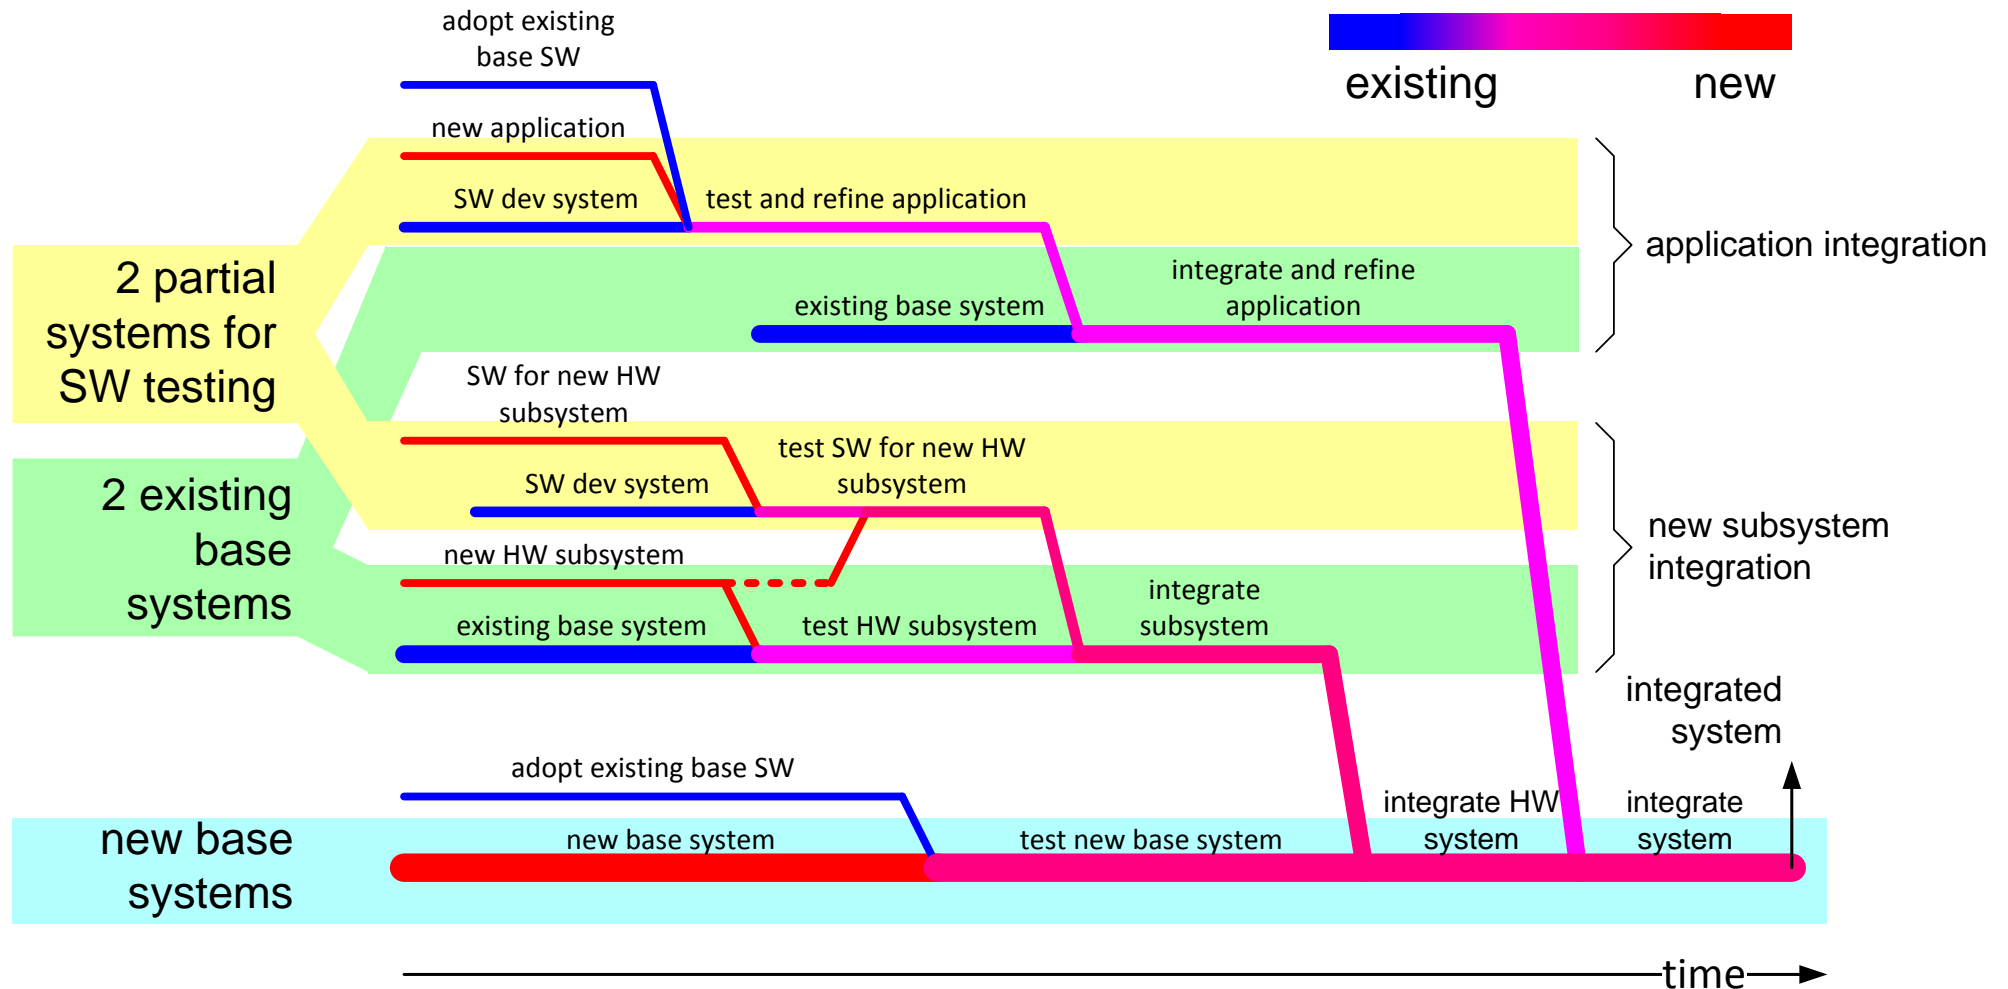 adopt existing
base SW
existing
new
new application
SW dev system
test and refine application
application integration
2 partial
systems for
SW testing
integrate and refine
application
existing base system
SW for new HW
subsystem
test SW for new HW
subsystem
SW dev system
2 existing
base
systems
new subsystem
integration
new HW subsystem
integrate
subsystem
existing base system
test HW subsystem
integrated
system
adopt existing base SW
integrate HW
system
integrate
system
new base
systems
new base system
test new base system
time